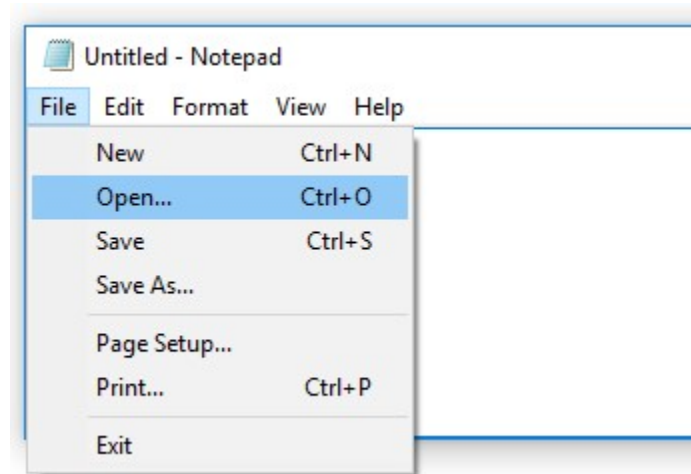 Untitled - Notepad
File Edit Format View Help
New Ctrl+N
Open... Ctrl+O
Save Ctrl+S
Save As...
Page Setup...
Print... Ctrl+P
Exit